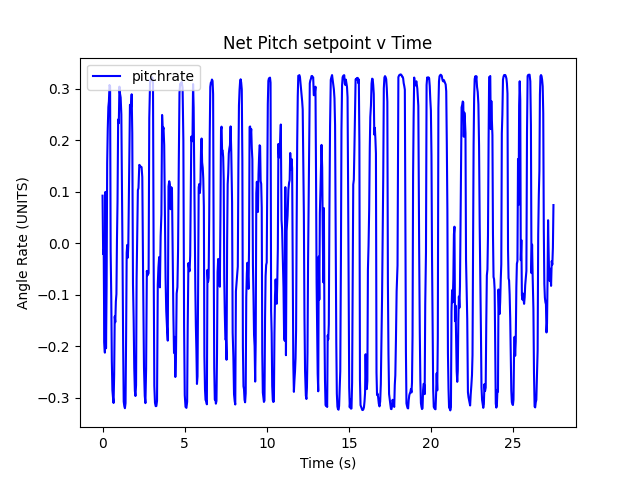 Net Pitch setpoint v Time
pitchrate
Angle Rate (UNITS)
0.3
0.2
0.1
0.0
−0.1
−0.2
−0.3
0 5 10 15 20 25
Time (s)